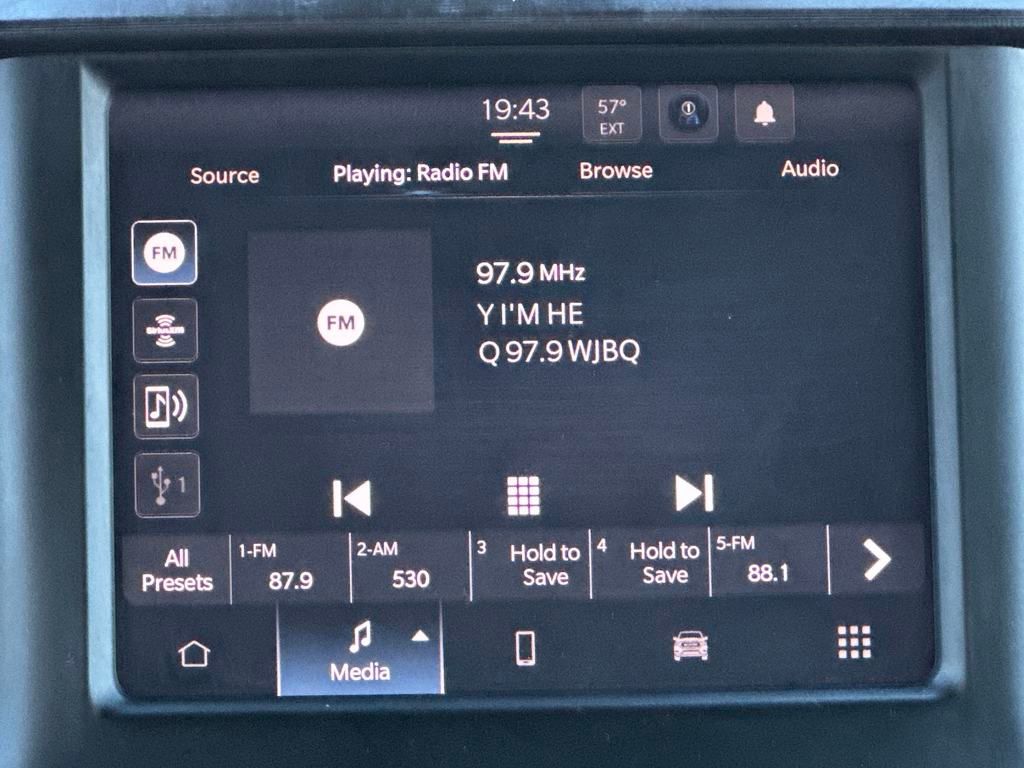 19:43
57°
EXT
1
Source
Playing: Radio FM
Browse
Audio
FM
SiriusXM
1
FM
97.9 MHz
Y I'M HE
Q 97.9 WJBQ
All
Presets
1-FM
87.9
2-AM
530
3
Hold to
Save
4
Hold to
Save
5-FM
88.1
Media